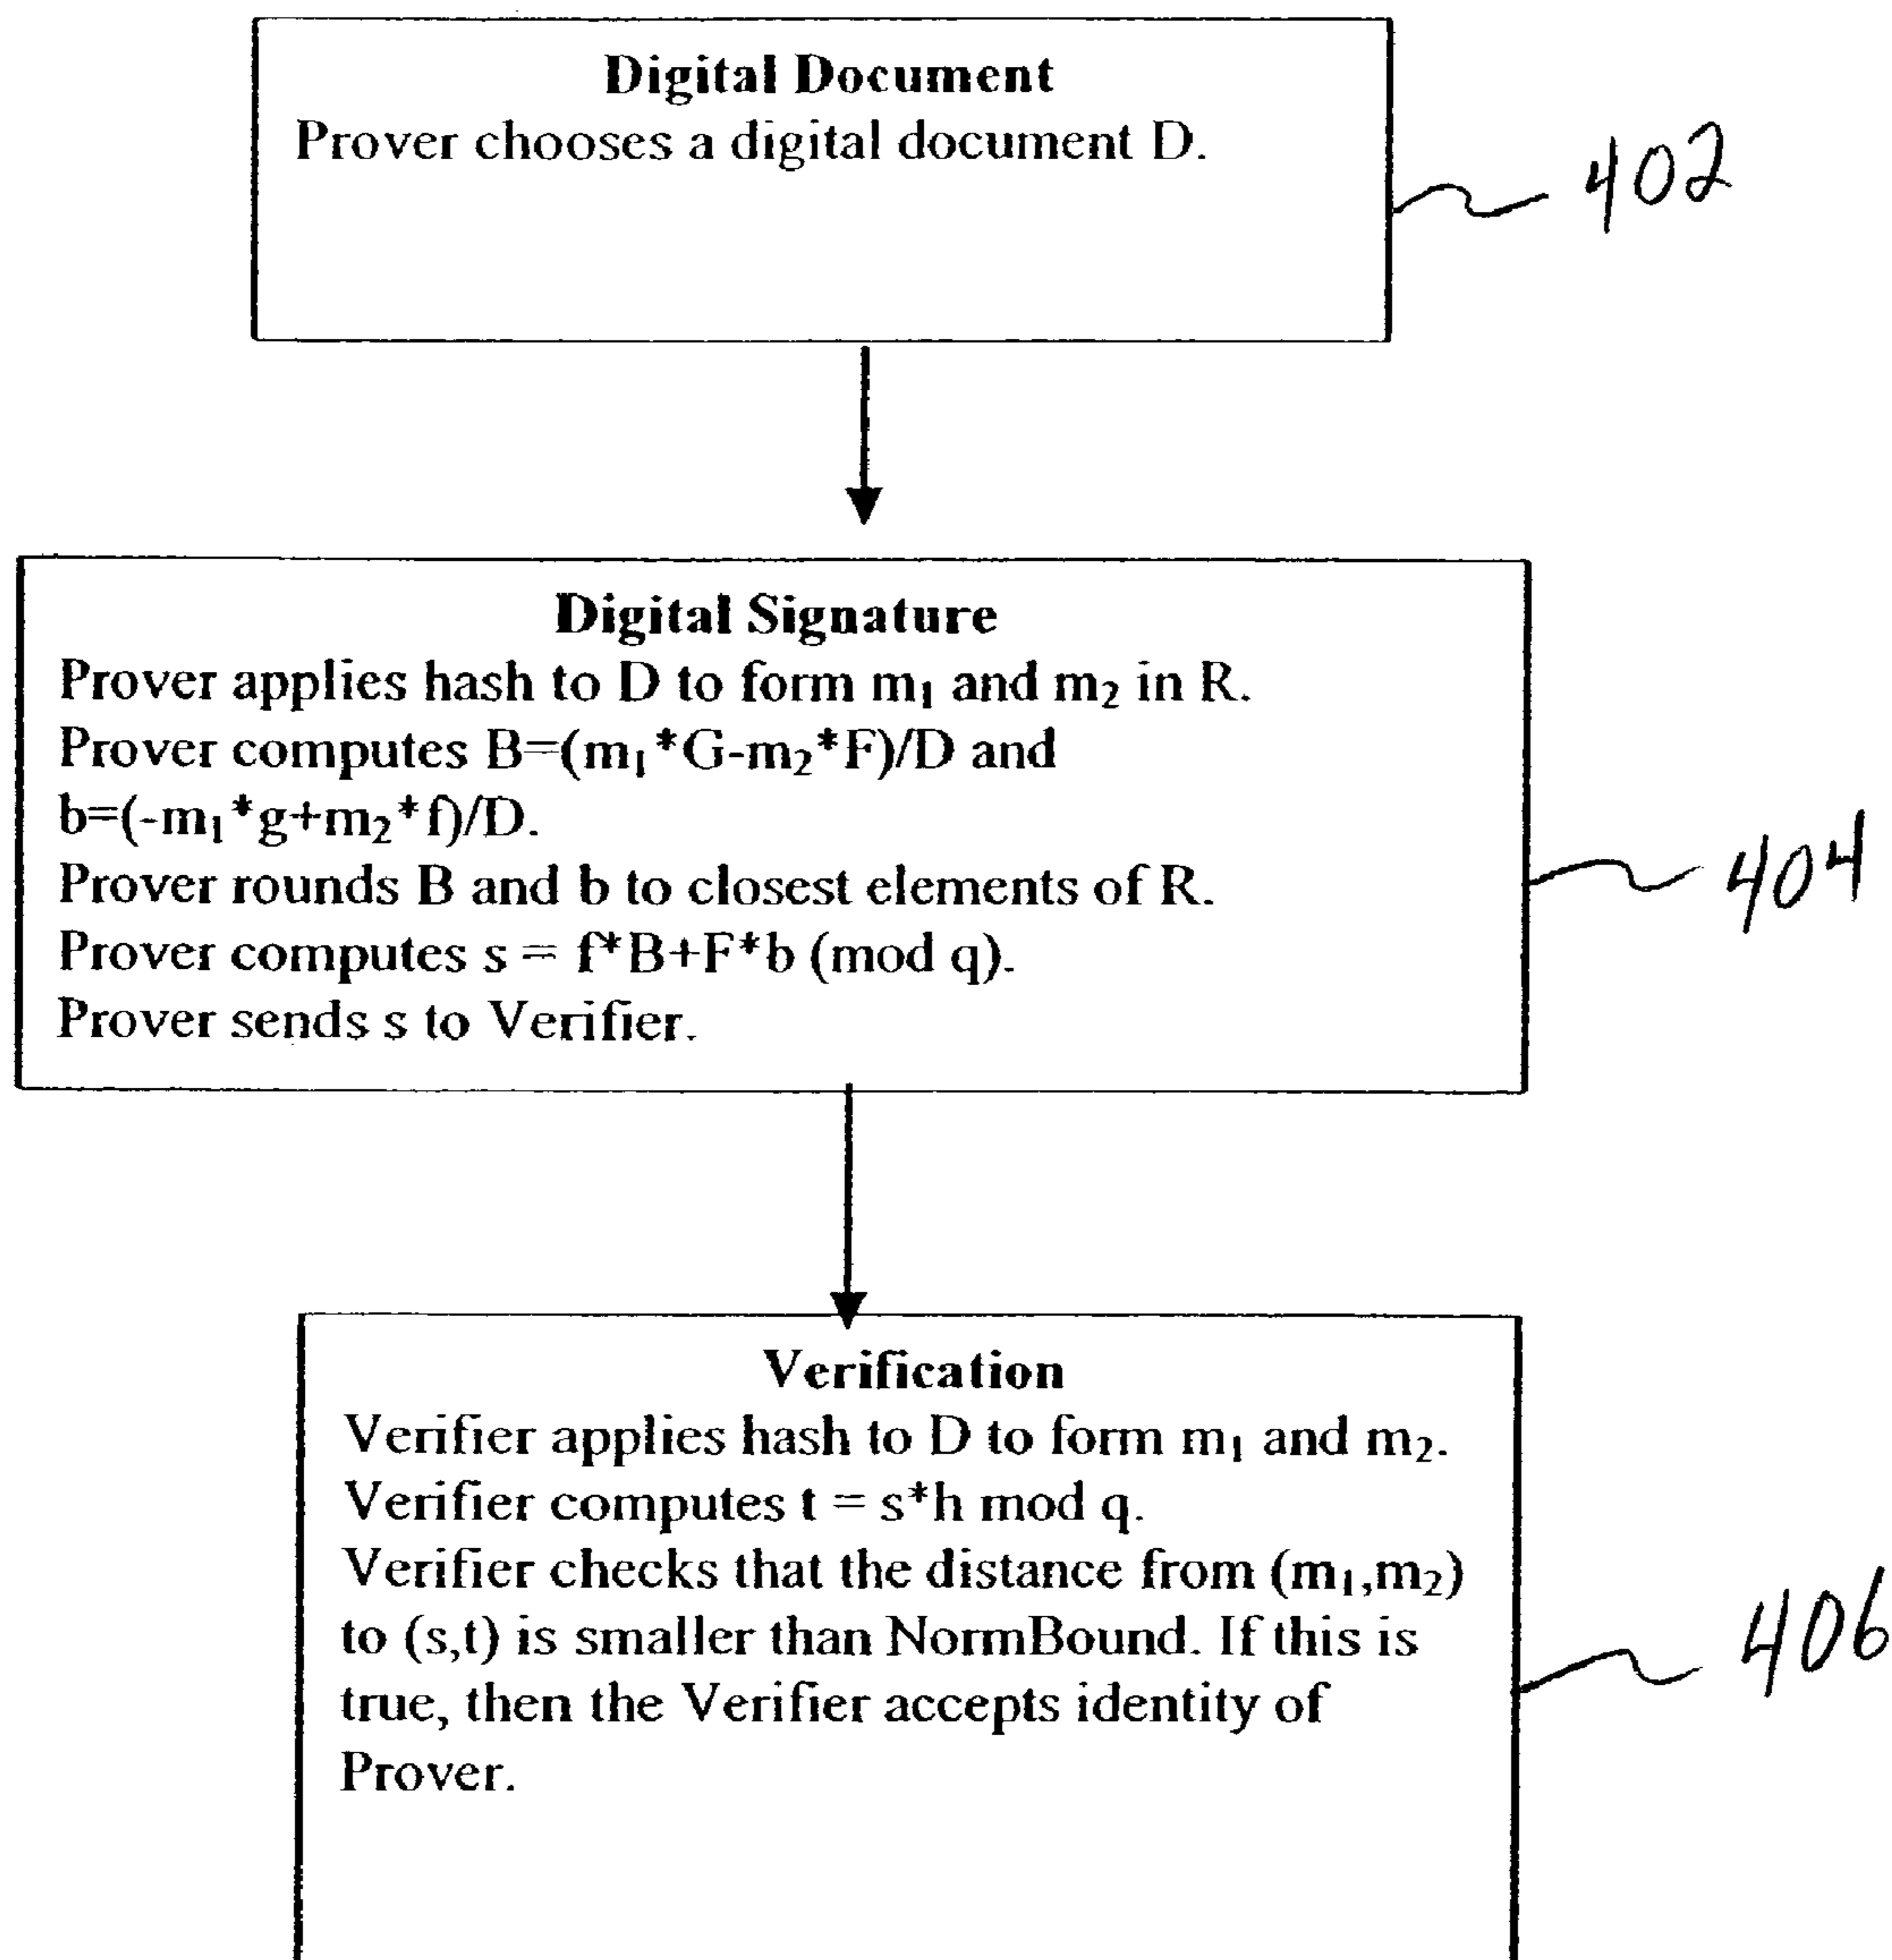 Digital Document
Prover chooses a digital document D.
402
Digital Signature
Prover applies hash to D to form m₁ and m₂ in R.
Prover computes B=(m₁*G-m₂*F)/D and
b=(-m₁*g+m₂*f)/D.
Prover rounds B and b to closest elements of R.
Prover computes s = f*B+F*b (mod q).
Prover sends s to Verifier.
404
Verification
Verifier applies hash to D to form m₁ and m₂.
Verifier computes t = s*h mod q.
Verifier checks that the distance from (m₁,m₂)
to (s,t) is smaller than NormBound. If this is
true, then the Verifier accepts identity of
Prover.
406